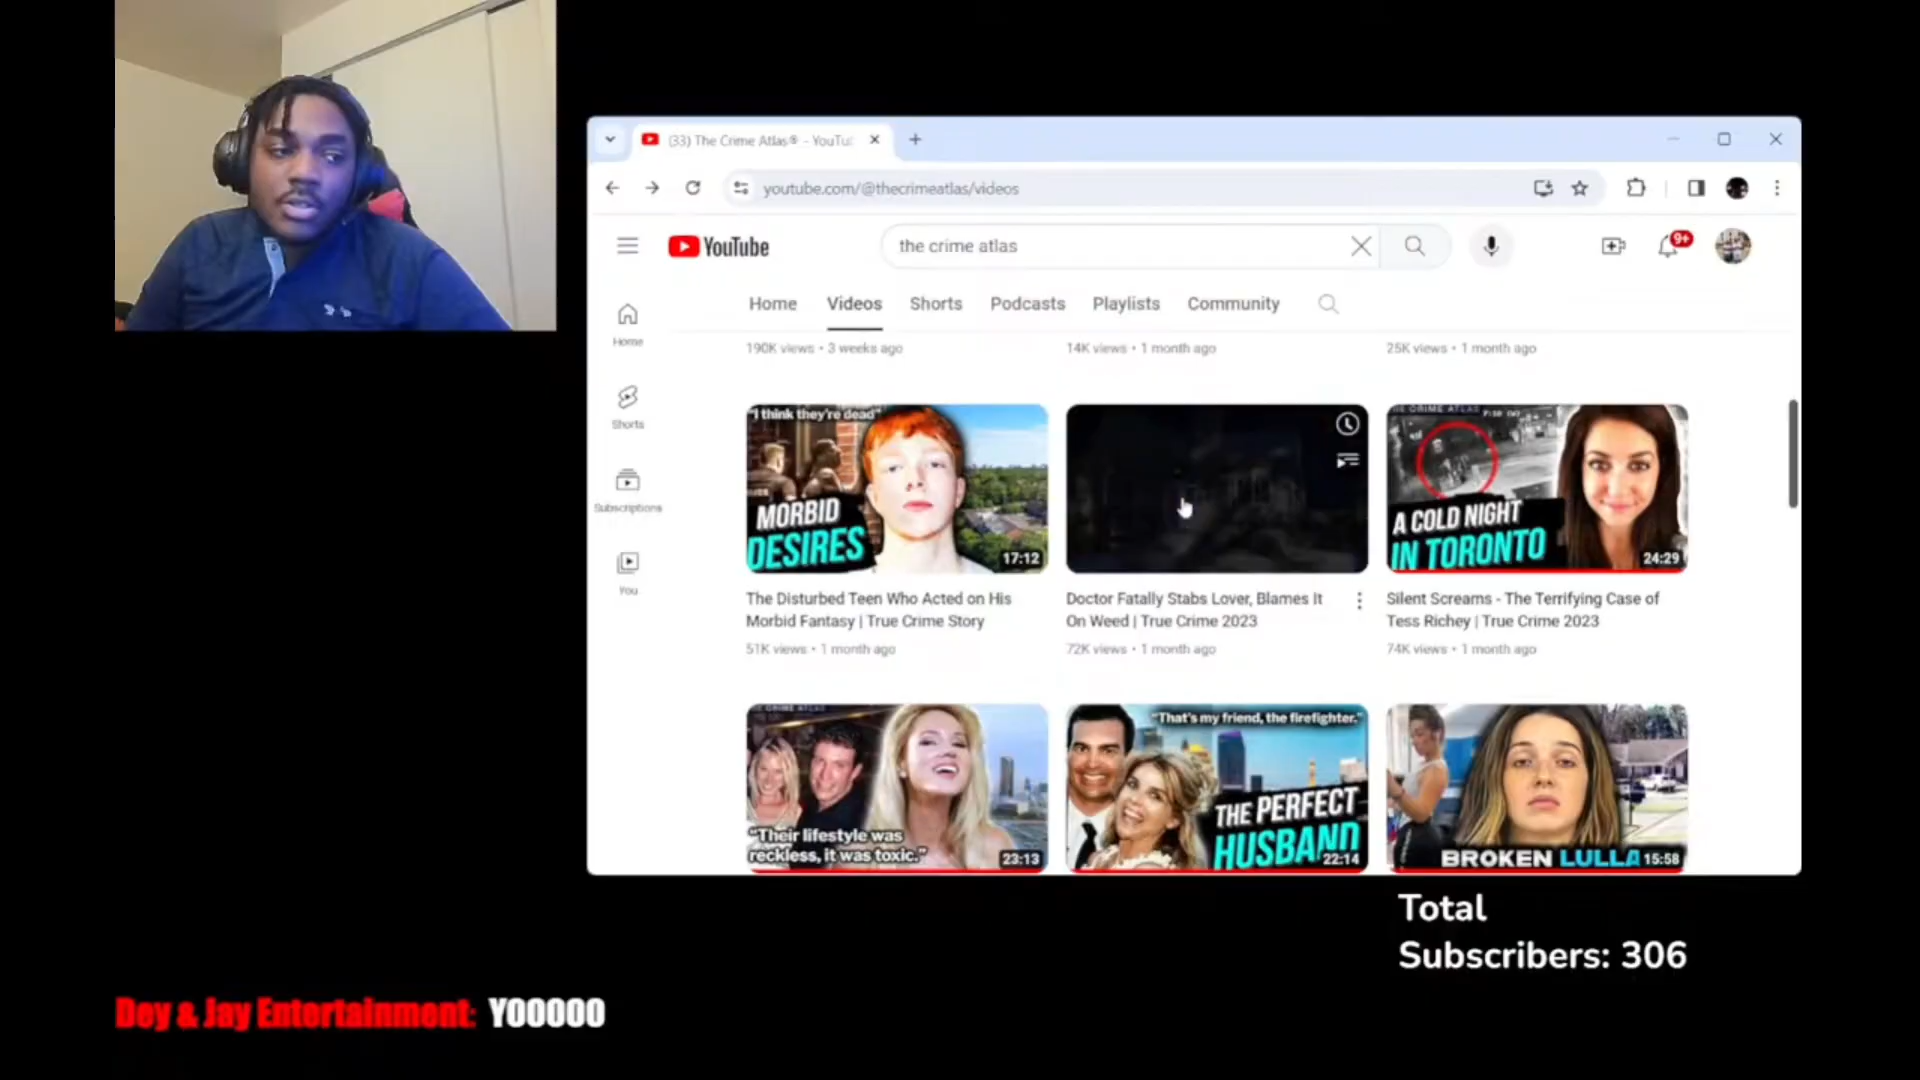 (33) The Crime Atlas® - YouTu
youtube.com/@thecrimeatlas/videos
YouTube
the crime atlas
9+
Home
Videos
Shorts
Podcasts
Playlists
Community
Home
Shorts
Subscriptions
You
190K views • 3 weeks ago
14K views • 1 month ago
25K views • 1 month ago
"I think they're dead"
MORBID
DESIRES
17:12
The Disturbed Teen Who Acted on His
Morbid Fantasy | True Crime Story
51K views • 1 month ago
Doctor Fatally Stabs Lover, Blames It
On Weed | True Crime 2023
72K views • 1 month ago
A COLD NIGHT
IN TORONTO
24:29
Silent Screams - The Terrifying Case of
Tess Richey | True Crime 2023
74K views • 1 month ago
"Their lifestyle was
reckless, it was toxic."
23:13
"That's my friend, the firefighter."
THE PERFECT
HUSBAND
22:14
BROKEN LULLA
15:58
Total
Subscribers: 306
Dey & Jay Entertainment: YOOOOO